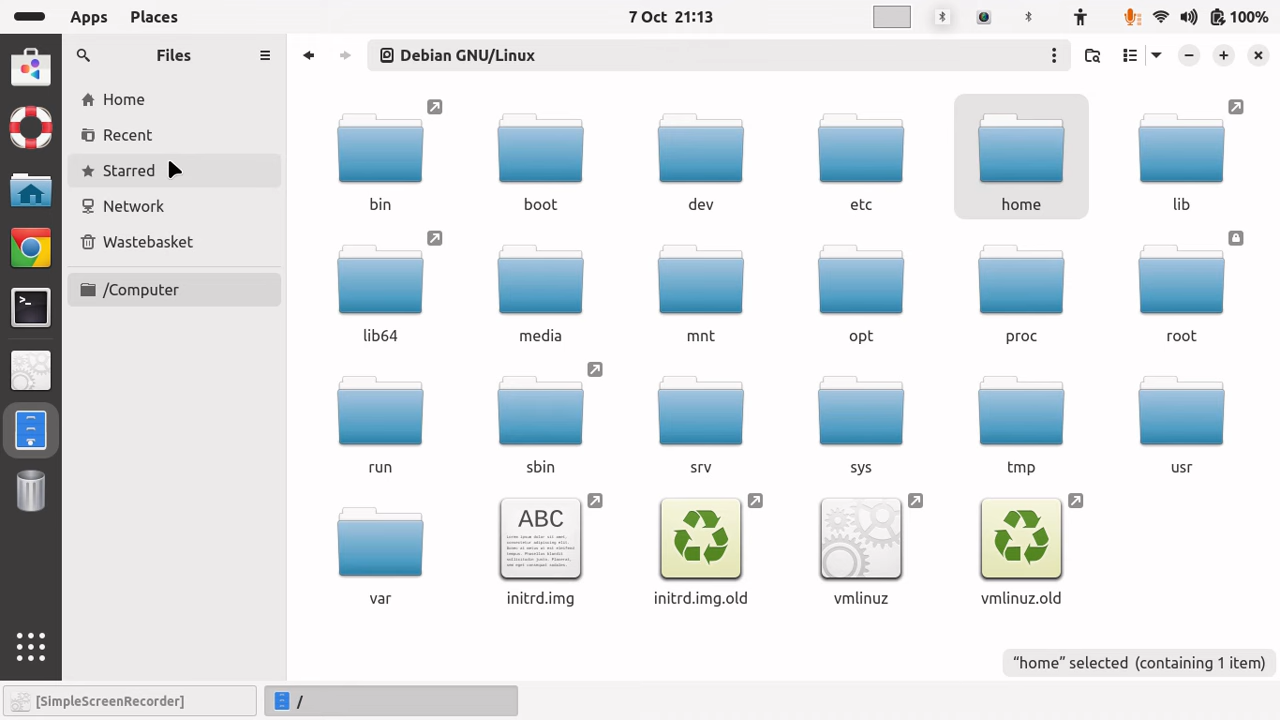 Apps Places 7 Oct 21:13 100%
Files Debian GNU/Linux
Home
Recent
Starred
Network
Wastebasket
/Computer
bin boot dev etc home lib
lib64 media mnt opt proc root
run sbin srv sys tmp usr
ABC
var initrd.img initrd.img.old vmlinuz vmlinuz.old
“home” selected (containing 1 item)
[SimpleScreenRecorder] /